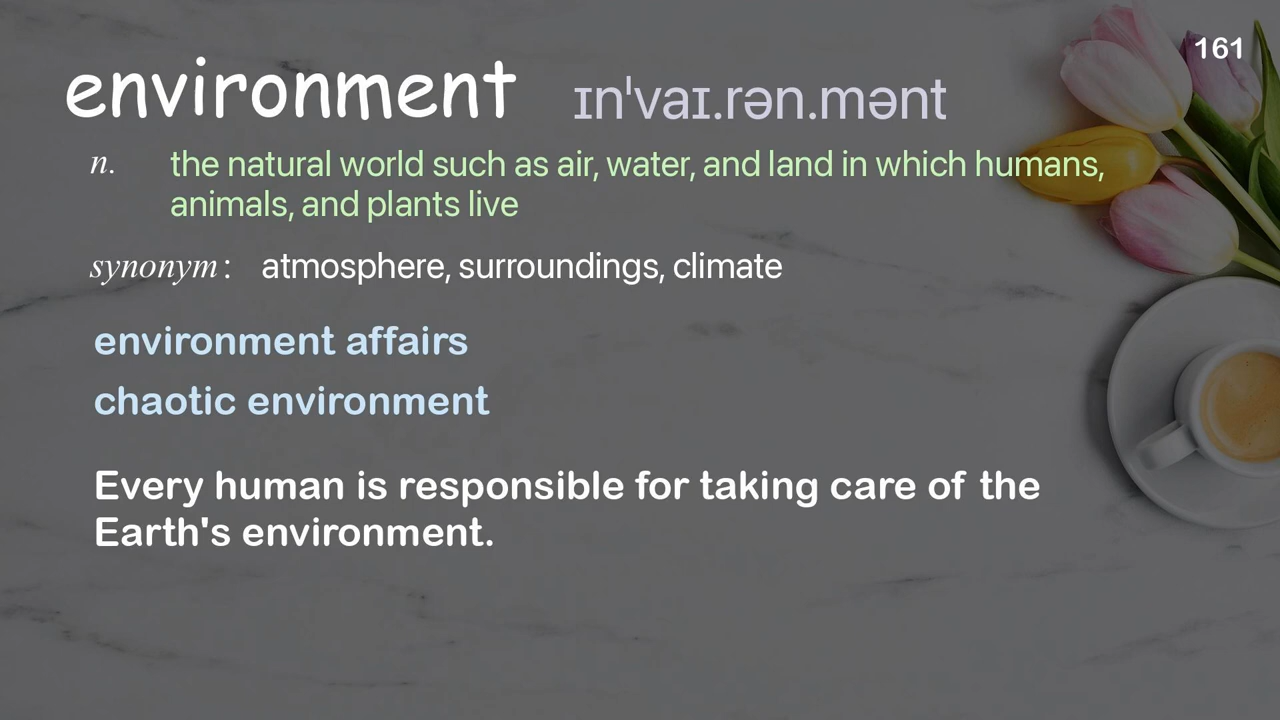 161
environment ɪnˈvaɪ.rən.mənt
n. the natural world such as air, water, and land in which humans,
animals, and plants live
synonym: atmosphere, surroundings, climate
environment affairs
chaotic environment
Every human is responsible for taking care of the
Earth's environment.